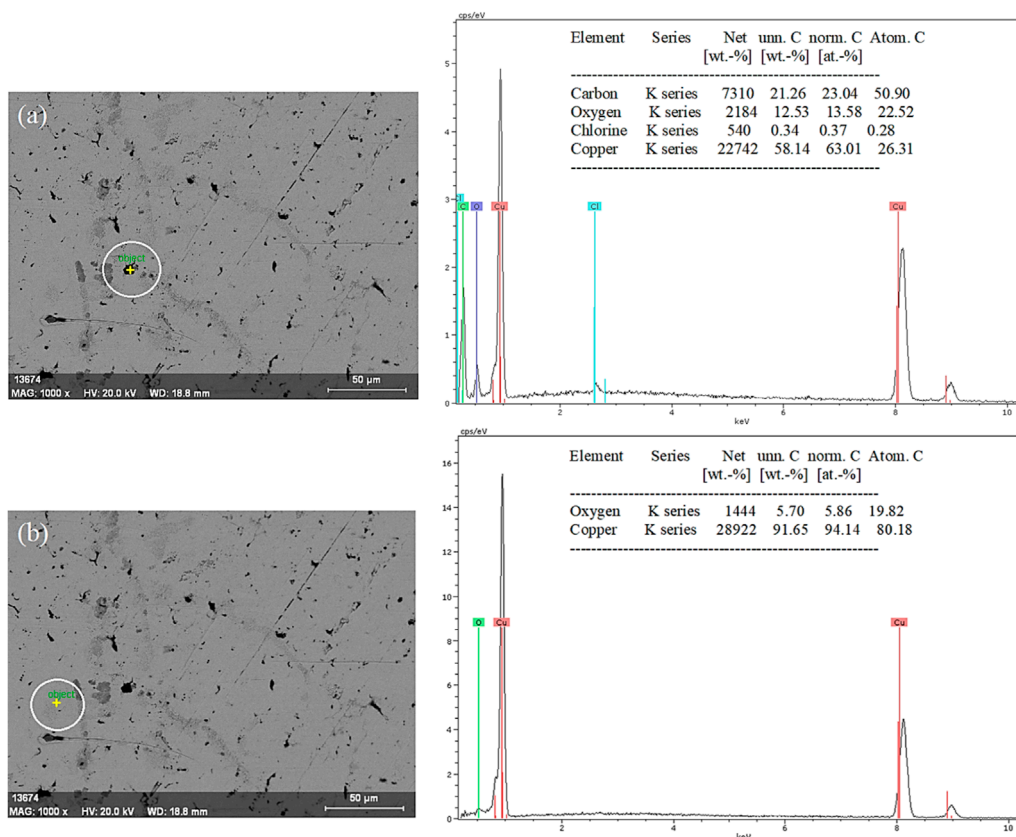 (a)
object
13674
MAG: 1000 x HV: 20.0 kV WD: 18.8 mm
50 µm
cps/eV
Element Series Net unn. C norm. C Atom. C
[wt.-%] [wt.-%] [at.-%]
Carbon K series 7310 21.26 23.04 50.90
Oxygen K series 2184 12.53 13.58 22.52
Chlorine K series 540 0.34 0.37 0.28
Copper K series 22742 58.14 63.01 26.31
5
4
3
2
1
0
C O Cu Cl Cu
2 4 6 8 10
keV
(b)
object
13674
MAG: 1000 x HV: 20.0 kV WD: 18.8 mm
50 µm
cps/eV
Element Series Net unn. C norm. C Atom. C
[wt.-%] [wt.-%] [at.-%]
Oxygen K series 1444 5.70 5.86 19.82
Copper K series 28922 91.65 94.14 80.18
16
14
12
10
8
6
4
2
0
O Cu Cu
2 4 6 8 10
keV